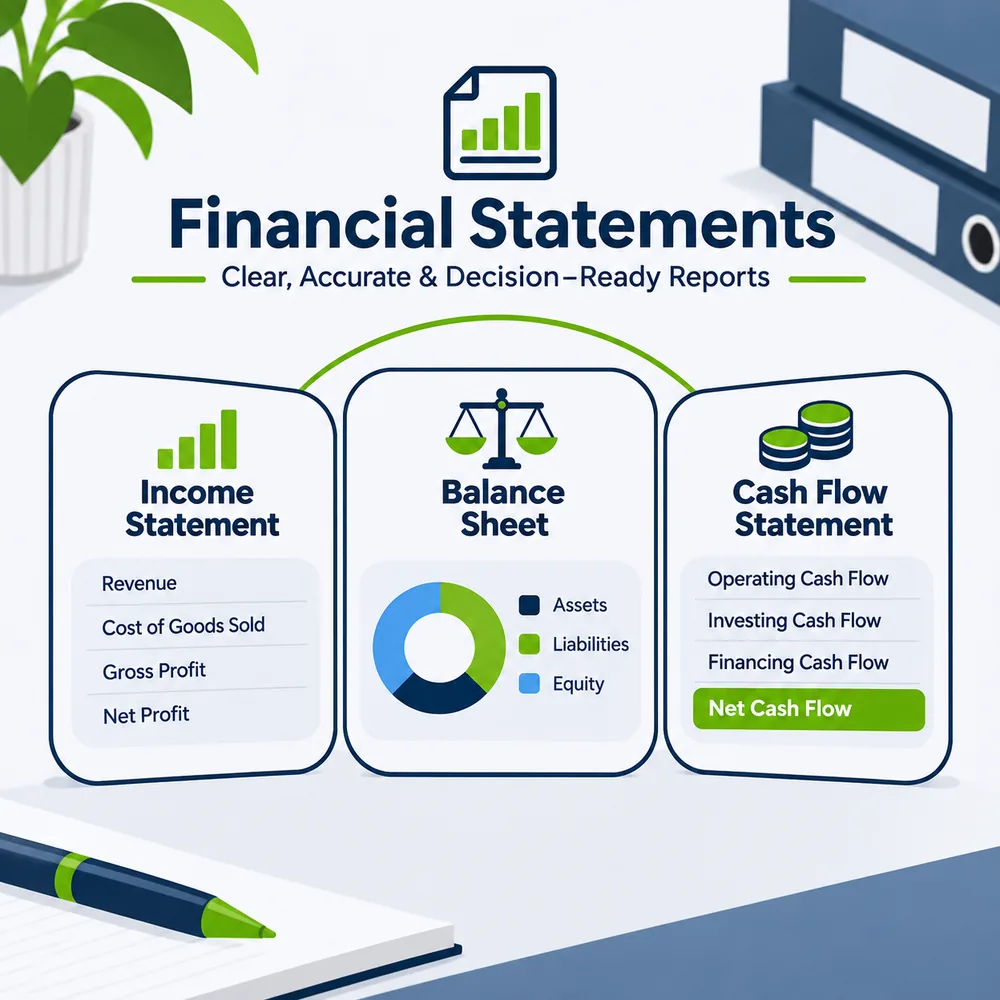 Financial Statements
Clear, Accurate & Decision–Ready Reports
Income
Statement
Revenue
Cost of Goods Sold
Gross Profit
Net Profit
Balance
Sheet
Assets
Liabilities
Equity
Cash Flow
Statement
Operating Cash Flow
Investing Cash Flow
Financing Cash Flow
Net Cash Flow